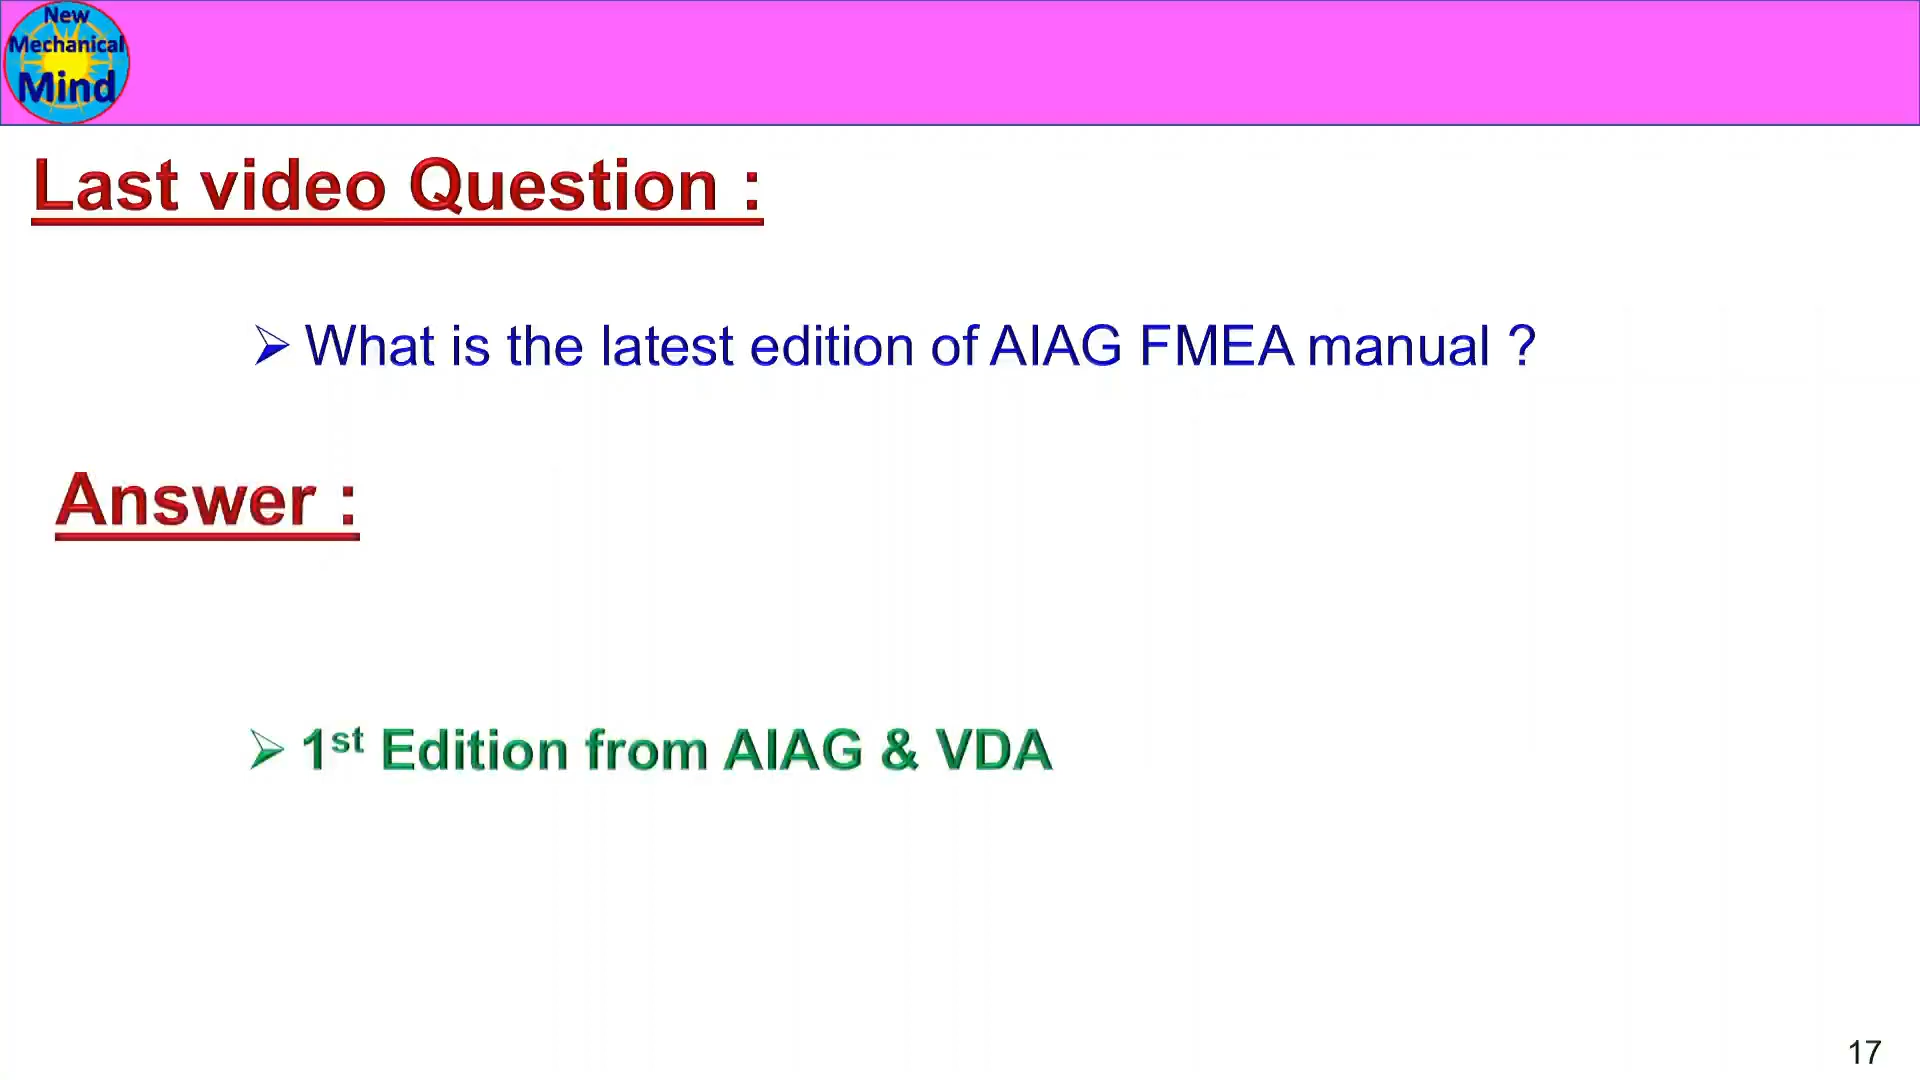 New
Mechanical
Mind
Last video Question :
➢ What is the latest edition of AIAG FMEA manual ?
Answer :
➢ 1st Edition from AIAG & VDA
17